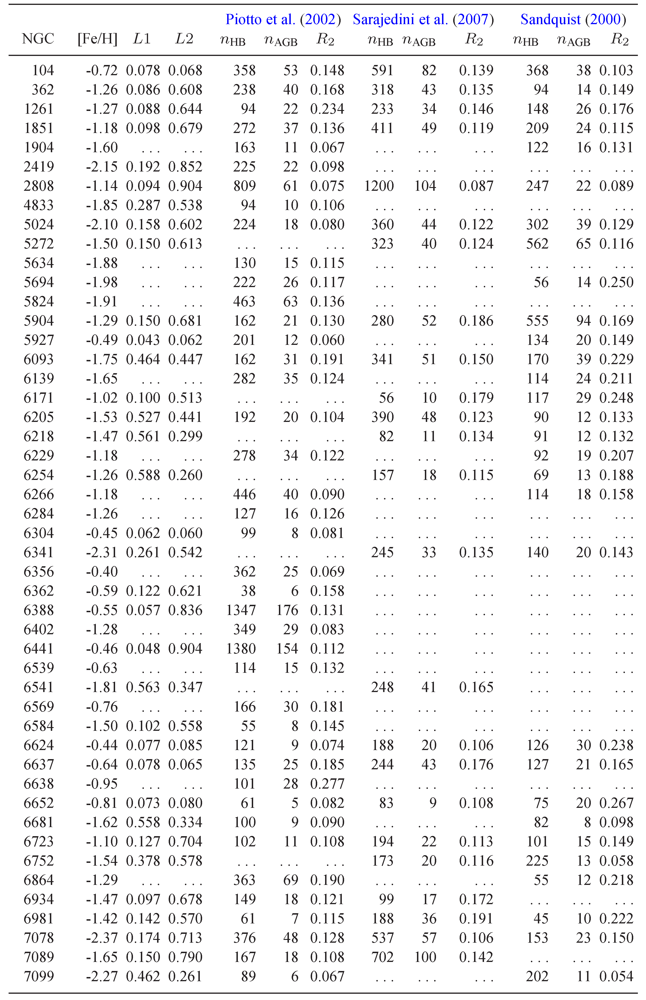 Piotto et al. (2002) Sarajedini et al. (2007) Sandquist (2000)
NGC [Fe/H] L1 L2 nHB nAGB R2 nHB nAGB R2 nHB nAGB R2
104 -0.72 0.078 0.068 358 53 0.148 591 82 0.139 368 38 0.103
362 -1.26 0.086 0.608 238 40 0.168 318 43 0.135 94 14 0.149
1261 -1.27 0.088 0.644 94 22 0.234 233 34 0.146 148 26 0.176
1851 -1.18 0.098 0.679 272 37 0.136 411 49 0.119 209 24 0.115
1904 -1.60 ... ... 163 11 0.067 ... ... ... 122 16 0.131
2419 -2.15 0.192 0.852 225 22 0.098 ... ... ... ... ... ...
2808 -1.14 0.094 0.904 809 61 0.075 1200 104 0.087 247 22 0.089
4833 -1.85 0.287 0.538 94 10 0.106 ... ... ... ... ... ...
5024 -2.10 0.158 0.602 224 18 0.080 360 44 0.122 302 39 0.129
5272 -1.50 0.150 0.613 ... ... ... 323 40 0.124 562 65 0.116
5634 -1.88 ... ... 130 15 0.115 ... ... ... ... ... ...
5694 -1.98 ... ... 222 26 0.117 ... ... ... 56 14 0.250
5824 -1.91 ... ... 463 63 0.136 ... ... ... ... ... ...
5904 -1.29 0.150 0.681 162 21 0.130 280 52 0.186 555 94 0.169
5927 -0.49 0.043 0.062 201 12 0.060 ... ... ... 134 20 0.149
6093 -1.75 0.464 0.447 162 31 0.191 341 51 0.150 170 39 0.229
6139 -1.65 ... ... 282 35 0.124 ... ... ... 114 24 0.211
6171 -1.02 0.100 0.513 ... ... ... 56 10 0.179 117 29 0.248
6205 -1.53 0.527 0.441 192 20 0.104 390 48 0.123 90 12 0.133
6218 -1.47 0.561 0.299 ... ... ... 82 11 0.134 91 12 0.132
6229 -1.18 ... ... 278 34 0.122 ... ... ... 92 19 0.207
6254 -1.26 0.588 0.260 ... ... ... 157 18 0.115 69 13 0.188
6266 -1.18 ... ... 446 40 0.090 ... ... ... 114 18 0.158
6284 -1.26 ... ... 127 16 0.126 ... ... ... ... ... ...
6304 -0.45 0.062 0.060 99 8 0.081 ... ... ... ... ... ...
6341 -2.31 0.261 0.542 ... ... ... 245 33 0.135 140 20 0.143
6356 -0.40 ... ... 362 25 0.069 ... ... ... ... ... ...
6362 -0.59 0.122 0.621 38 6 0.158 ... ... ... ... ... ...
6388 -0.55 0.057 0.836 1347 176 0.131 ... ... ... ... ... ...
6402 -1.28 ... ... 349 29 0.083 ... ... ... ... ... ...
6441 -0.46 0.048 0.904 1380 154 0.112 ... ... ... ... ... ...
6539 -0.63 ... ... 114 15 0.132 ... ... ... ... ... ...
6541 -1.81 0.563 0.347 ... ... ... 248 41 0.165 ... ... ...
6569 -0.76 ... ... 166 30 0.181 ... ... ... ... ... ...
6584 -1.50 0.102 0.558 55 8 0.145 ... ... ... ... ... ...
6624 -0.44 0.077 0.085 121 9 0.074 188 20 0.106 126 30 0.238
6637 -0.64 0.078 0.065 135 25 0.185 244 43 0.176 127 21 0.165
6638 -0.95 ... ... 101 28 0.277 ... ... ... ... ... ...
6652 -0.81 0.073 0.080 61 5 0.082 83 9 0.108 75 20 0.267
6681 -1.62 0.558 0.334 100 9 0.090 ... ... ... 82 8 0.098
6723 -1.10 0.127 0.704 102 11 0.108 194 22 0.113 101 15 0.149
6752 -1.54 0.378 0.578 ... ... ... 173 20 0.116 225 13 0.058
6864 -1.29 ... ... 363 69 0.190 ... ... ... 55 12 0.218
6934 -1.47 0.097 0.678 149 18 0.121 99 17 0.172 ... ... ...
6981 -1.42 0.142 0.570 61 7 0.115 188 36 0.191 45 10 0.222
7078 -2.37 0.174 0.713 376 48 0.128 537 57 0.106 153 23 0.150
7089 -1.65 0.150 0.790 167 18 0.108 702 100 0.142 ... ... ...
7099 -2.27 0.462 0.261 89 6 0.067 ... ... ... 202 11 0.054